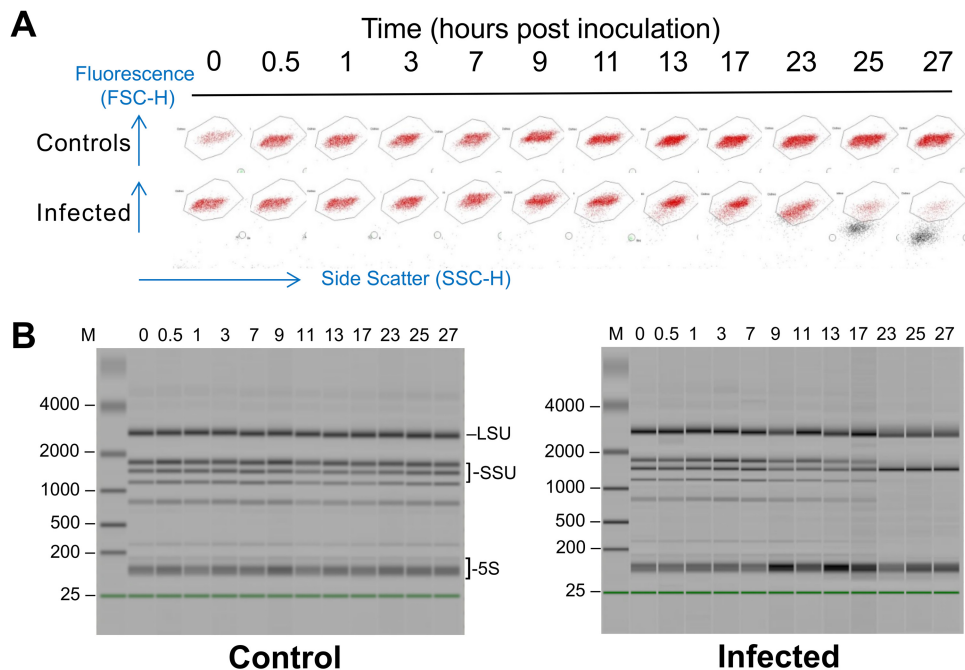 A
Time (hours post inoculation)
0 0.5 1 3 7 9 11 13 17 23 25 27
Fluorescence
(FSC-H)
Controls
Infected
Side Scatter (SSC-H)
B
M 0 0.5 1 3 7 9 11 13 17 23 25 27
4000 –
2000 –
1000 –
500 –
200 –
25 –
–LSU
]-SSU
]-5S
Control
M 0 0.5 1 3 7 9 11 13 17 23 25 27
4000 –
2000 –
1000 –
500 –
200 –
25 –
Infected